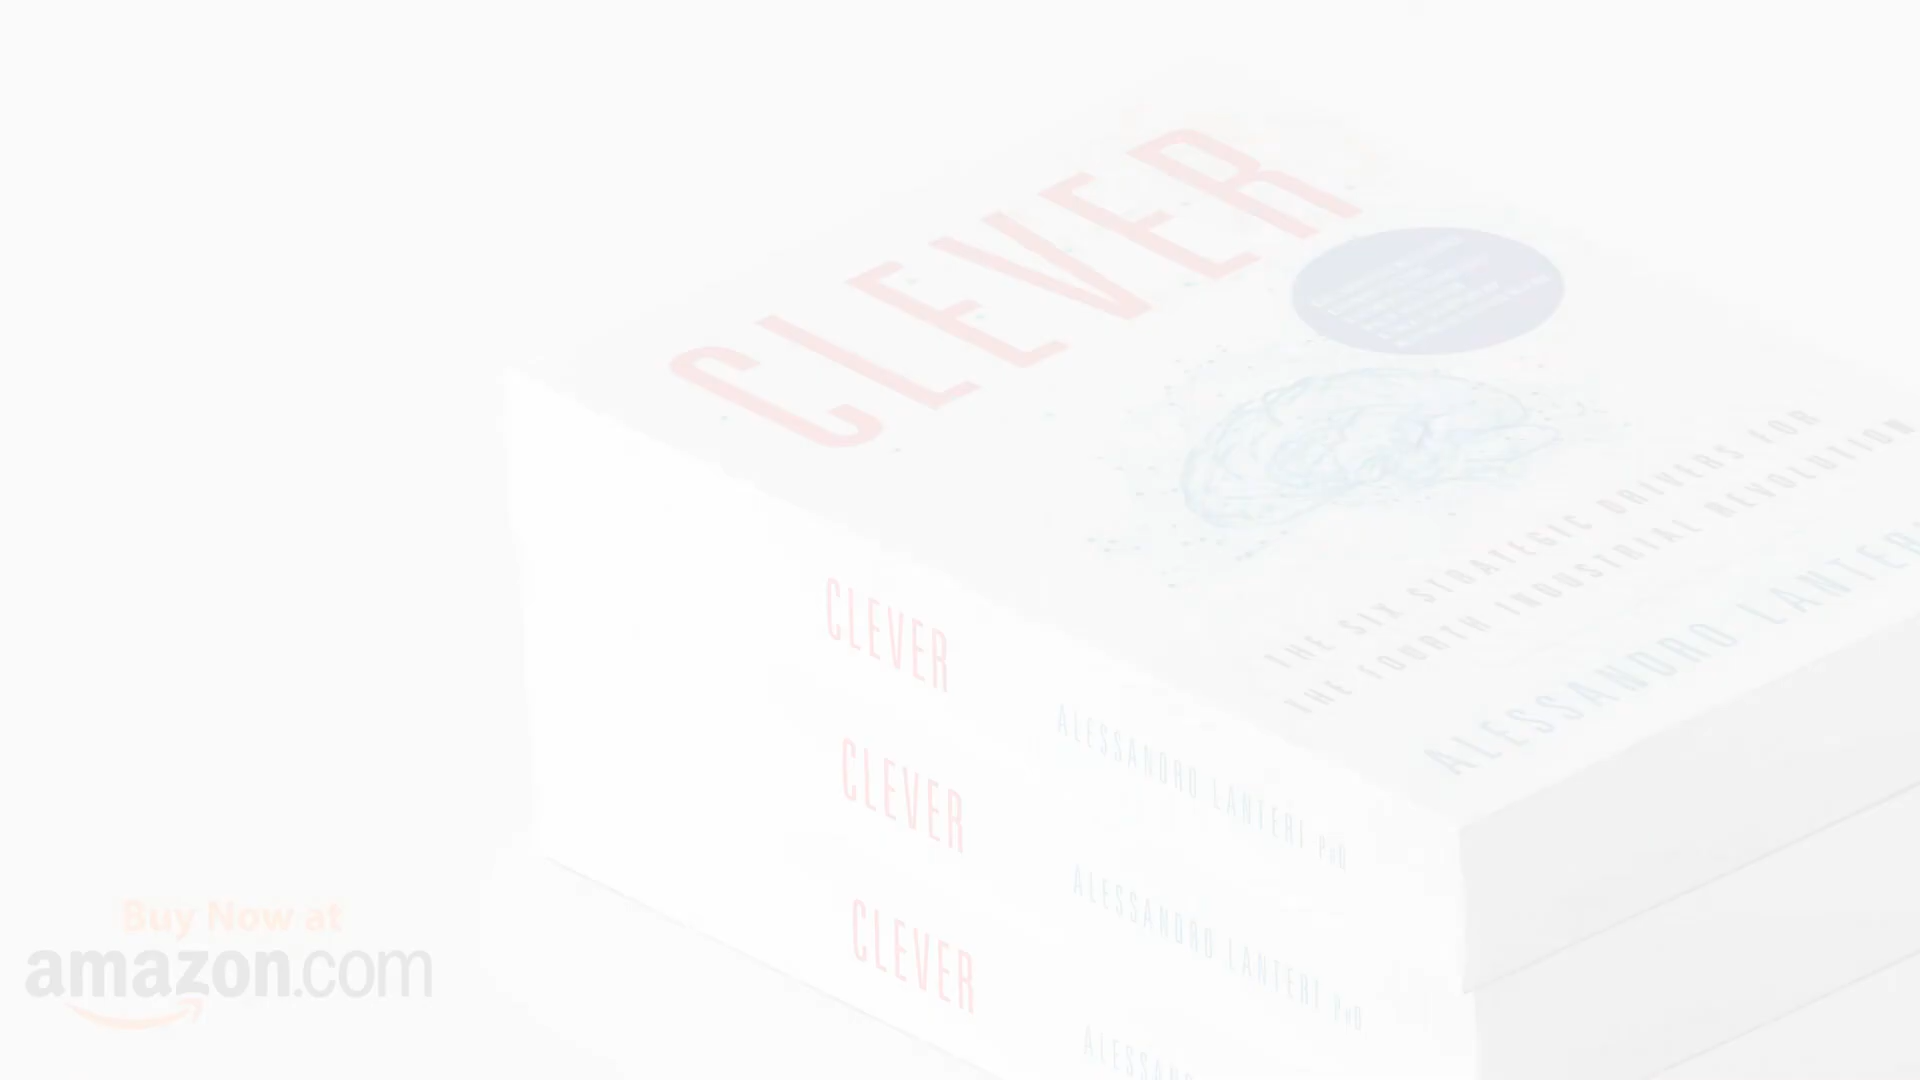 CLEVER
THE SIX STRATEGIC DRIVERS FOR
THE FOURTH INDUSTRIAL REVOLUTION
ALESSANDRO LANTERI
CLEVER
ALESSANDRO LANTERI PhD
CLEVER
ALESSANDRO LANTERI PhD
CLEVER
Buy Now at
amazon.com